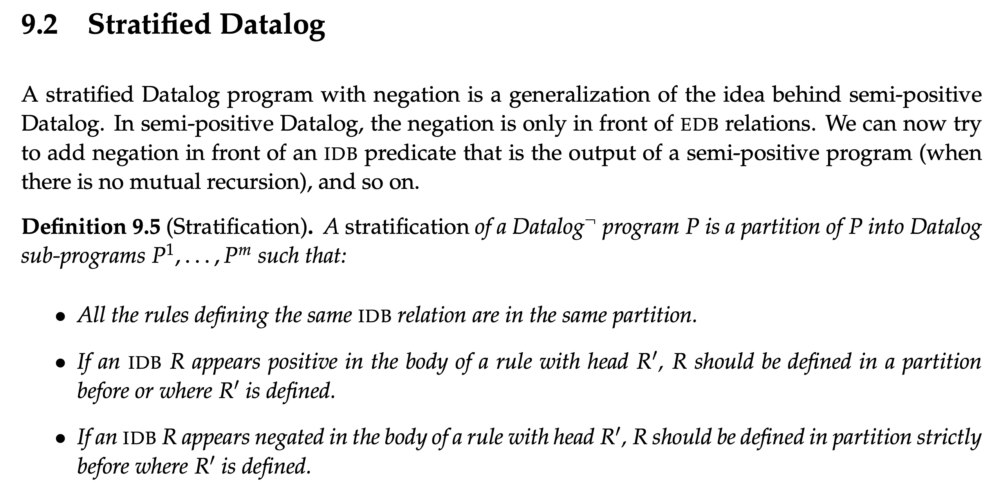 9.2 Stratified Datalog
A stratified Datalog program with negation is a generalization of the idea behind semi-positive
Datalog. In semi-positive Datalog, the negation is only in front of EDB relations. We can now try
to add negation in front of an IDB predicate that is the output of a semi-positive program (when
there is no mutual recursion), and so on.
Definition 9.5 (Stratification). A stratification of a Datalog¬ program P is a partition of P into Datalog
sub-programs P¹, . . . , Pᵐ such that:
• All the rules defining the same IDB relation are in the same partition.
• If an IDB R appears positive in the body of a rule with head R′, R should be defined in a partition
before or where R′ is defined.
• If an IDB R appears negated in the body of a rule with head R′, R should be defined in partition strictly
before where R′ is defined.